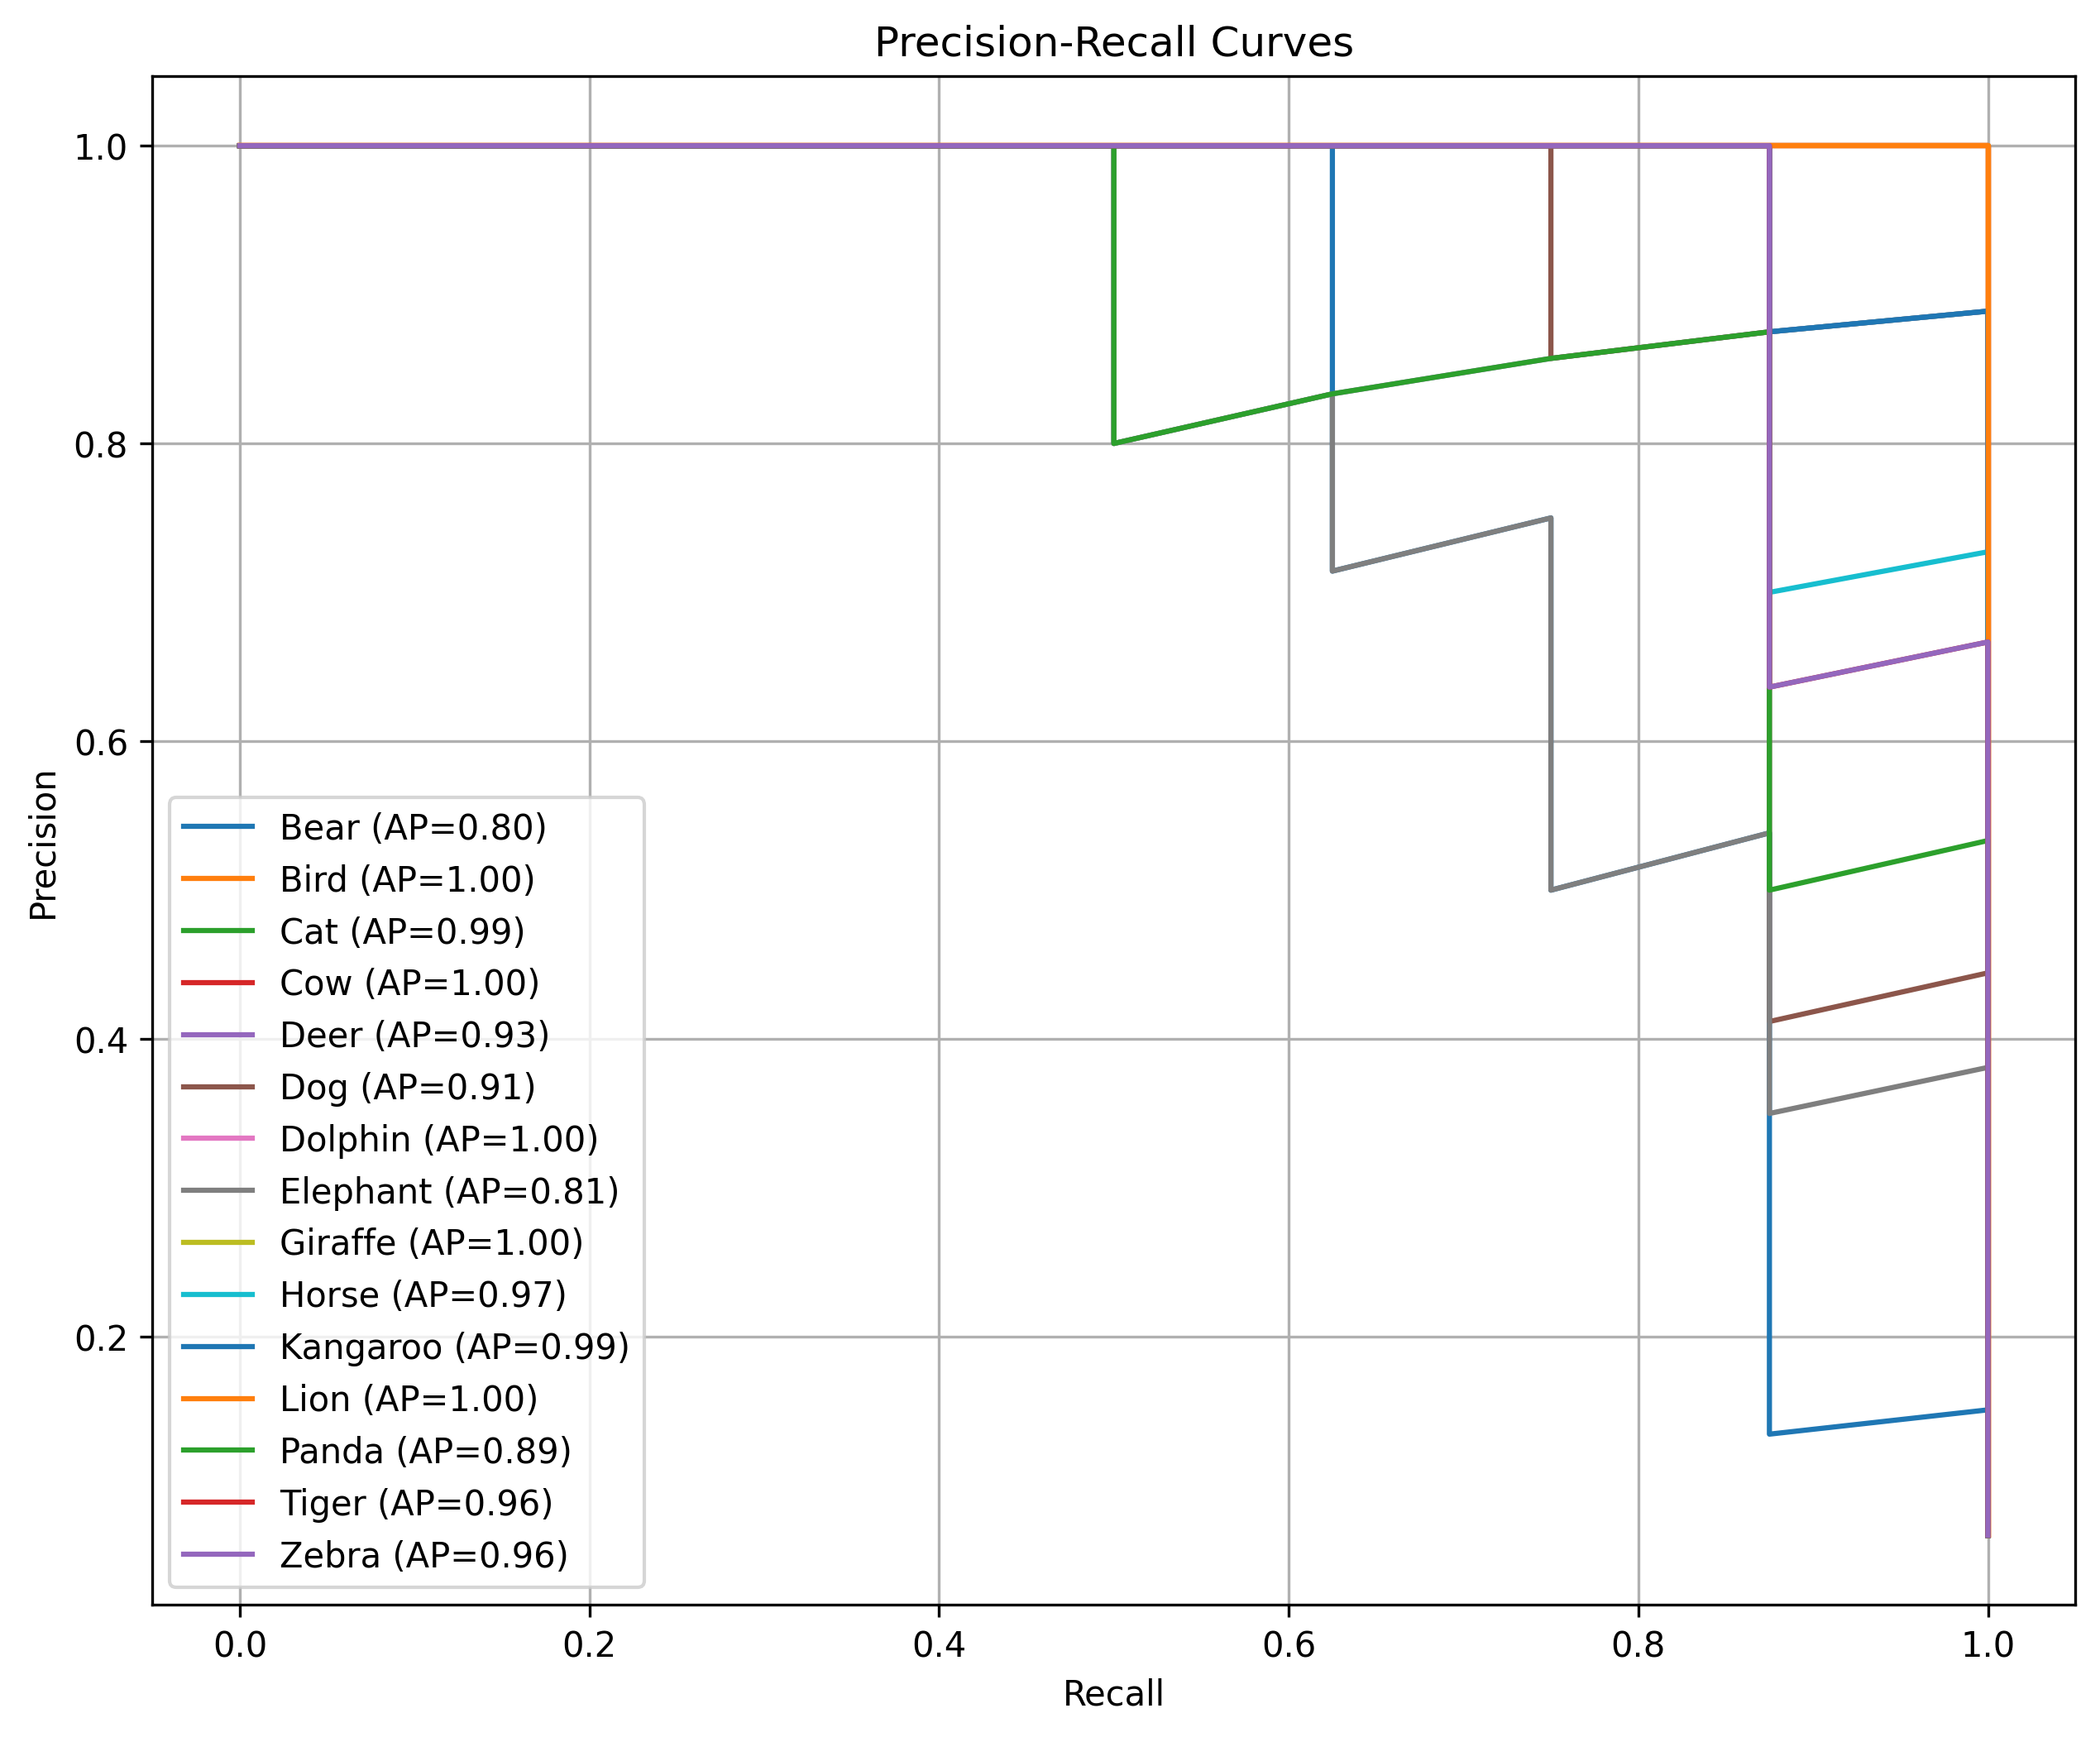 Precision-Recall Curves
1.0
0.8
0.6
0.4
0.2
Precision
Bear (AP=0.80)
Bird (AP=1.00)
Cat (AP=0.99)
Cow (AP=1.00)
Deer (AP=0.93)
Dog (AP=0.91)
Dolphin (AP=1.00)
Elephant (AP=0.81)
Giraffe (AP=1.00)
Horse (AP=0.97)
Kangaroo (AP=0.99)
Lion (AP=1.00)
Panda (AP=0.89)
Tiger (AP=0.96)
Zebra (AP=0.96)
0.0 0.2 0.4 0.6 0.8 1.0
Recall